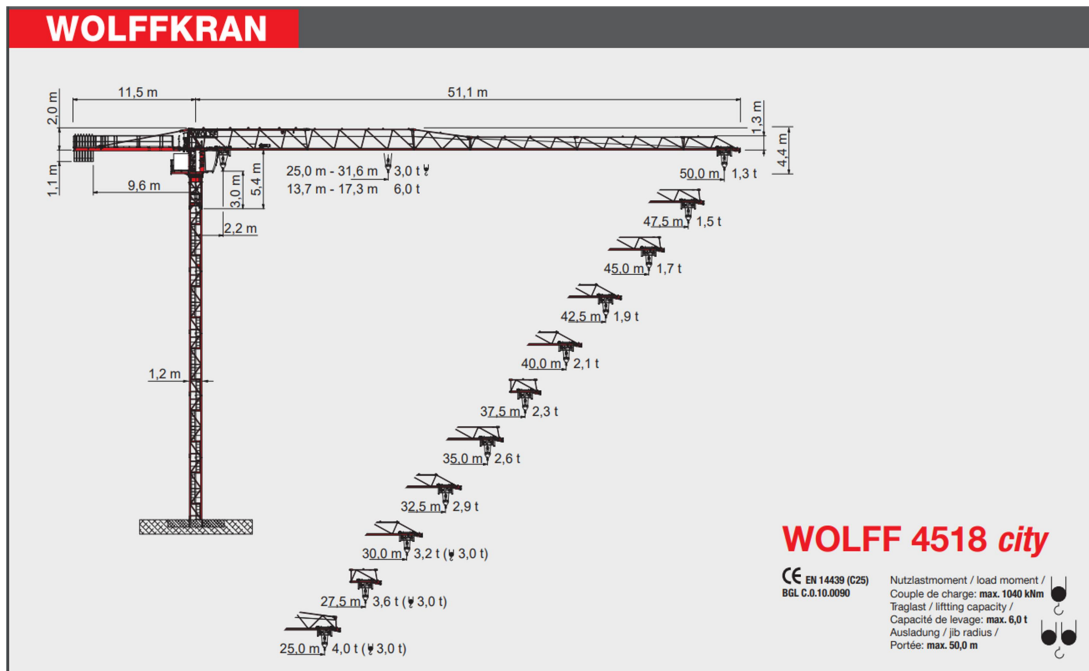 WOLFFKRAN
11,5 m
51,1 m
2,0 m
1,3 m
4,4 m
1,1 m
9,6 m
3,0 m
5,4 m
2,2 m
25,0 m - 31,6 m 3,0 t
13,7 m - 17,3 m 6,0 t
50,0 m 1,3 t
47,5 m 1,5 t
45,0 m 1,7 t
42,5 m 1,9 t
40,0 m 2,1 t
1,2 m
37,5 m 2,3 t
35,0 m 2,6 t
32,5 m 2,9 t
30,0 m 3,2 t ( 3,0 t)
27,5 m 3,6 t ( 3,0 t)
25,0 m 4,0 t ( 3,0 t)
WOLFF 4518 city
CE EN 14439 (C25)
BGL C.0.10.0090
Nutzlastmoment / load moment /
Couple de charge: max. 1040 kNm
Traglast / liftting capacity /
Capacité de levage: max. 6,0 t
Ausladung / jib radius /
Portée: max. 50,0 m